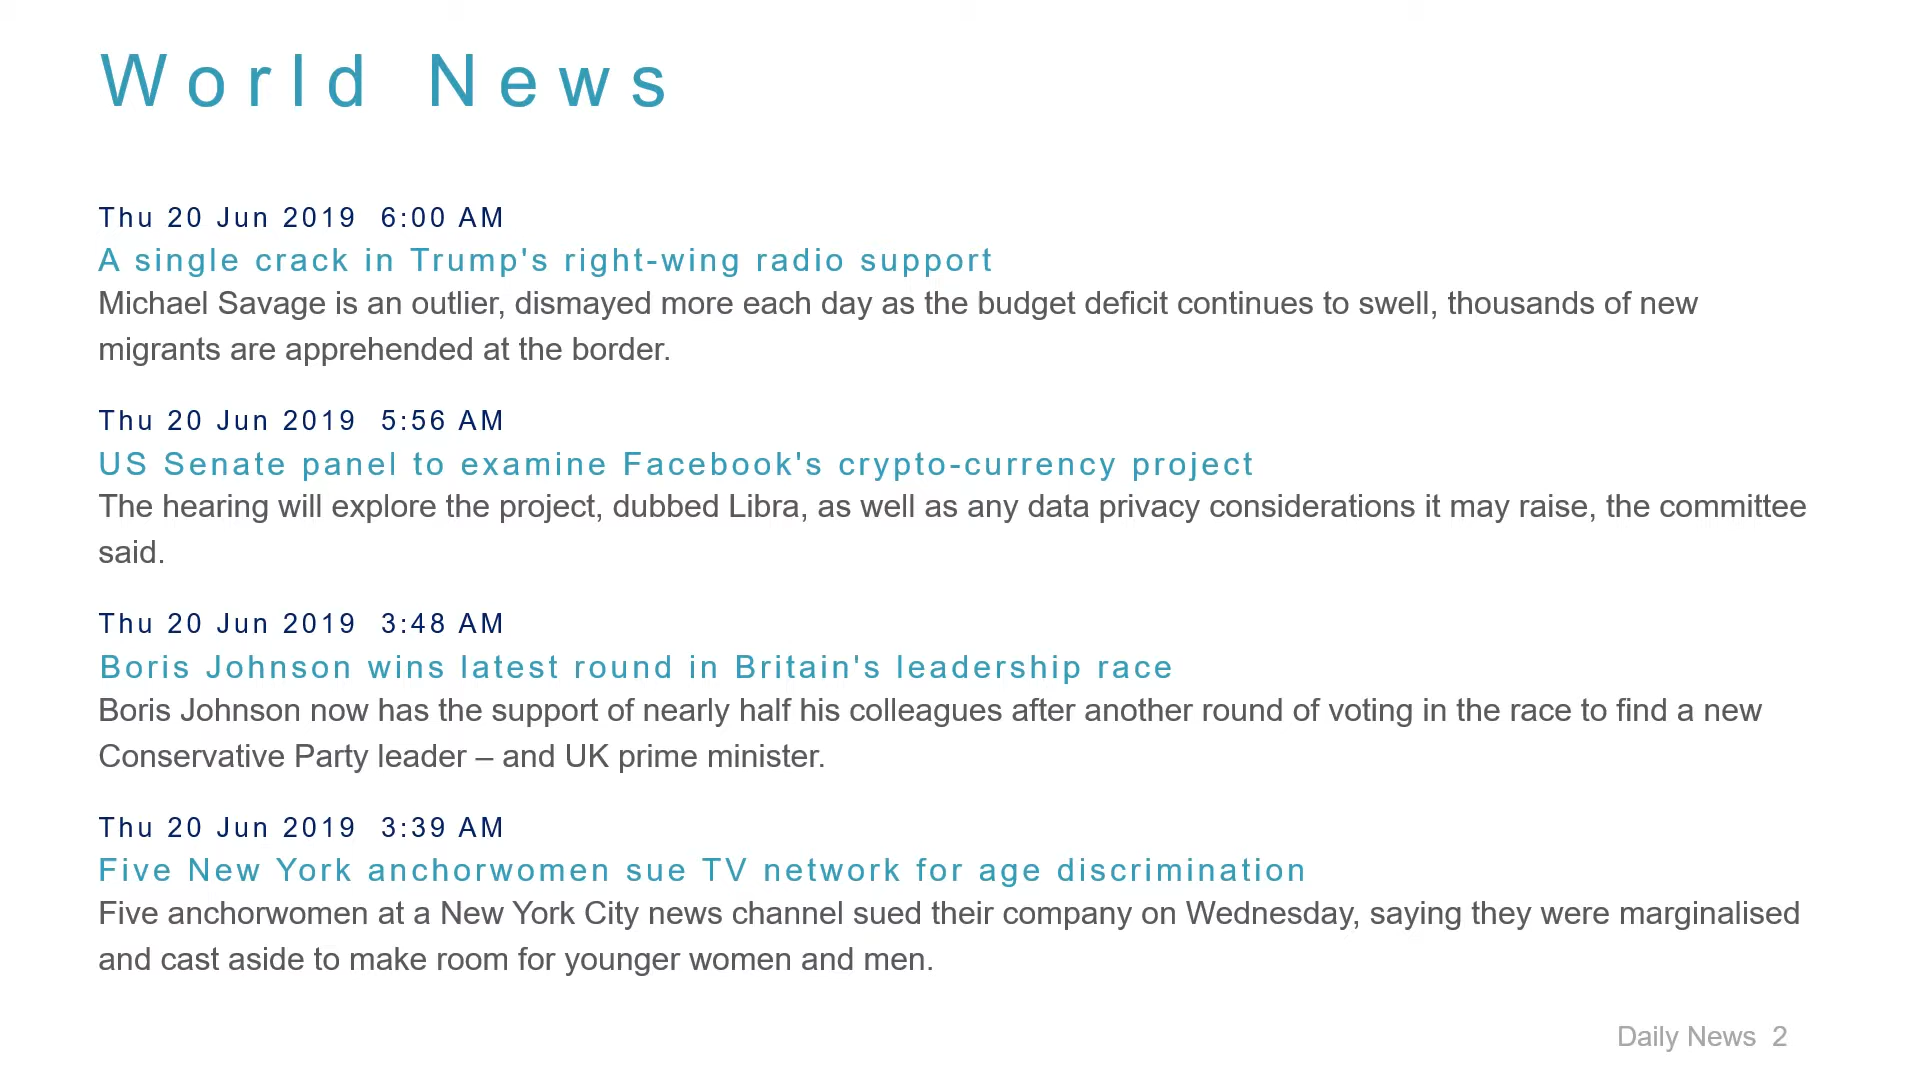 World News
Thu 20 Jun 2019  6:00 AM
A single crack in Trump's right-wing radio support
Michael Savage is an outlier, dismayed more each day as the budget deficit continues to swell, thousands of new
migrants are apprehended at the border.
Thu 20 Jun 2019  5:56 AM
US Senate panel to examine Facebook's crypto-currency project
The hearing will explore the project, dubbed Libra, as well as any data privacy considerations it may raise, the committee
said.
Thu 20 Jun 2019  3:48 AM
Boris Johnson wins latest round in Britain's leadership race
Boris Johnson now has the support of nearly half his colleagues after another round of voting in the race to find a new
Conservative Party leader – and UK prime minister.
Thu 20 Jun 2019  3:39 AM
Five New York anchorwomen sue TV network for age discrimination
Five anchorwomen at a New York City news channel sued their company on Wednesday, saying they were marginalised
and cast aside to make room for younger women and men.
Daily News  2